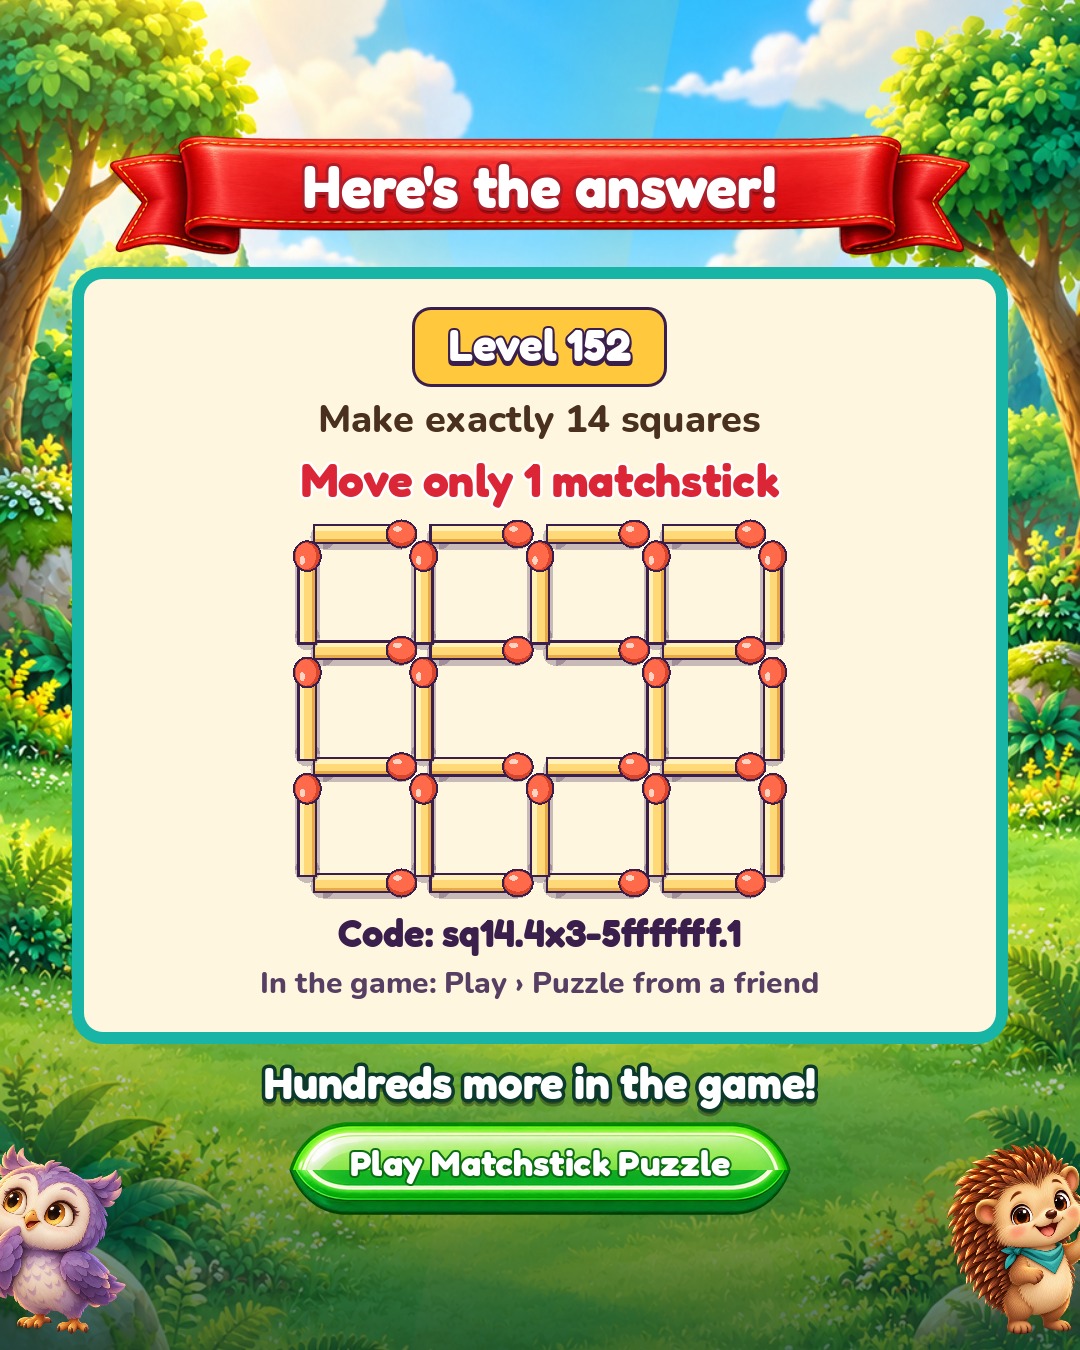 Here's the answer!
Level 152
Make exactly 14 squares
Move only 1 matchstick
Code: sq14.4x3-5fffffff.1
In the game: Play › Puzzle from a friend
Hundreds more in the game!
Play Matchstick Puzzle